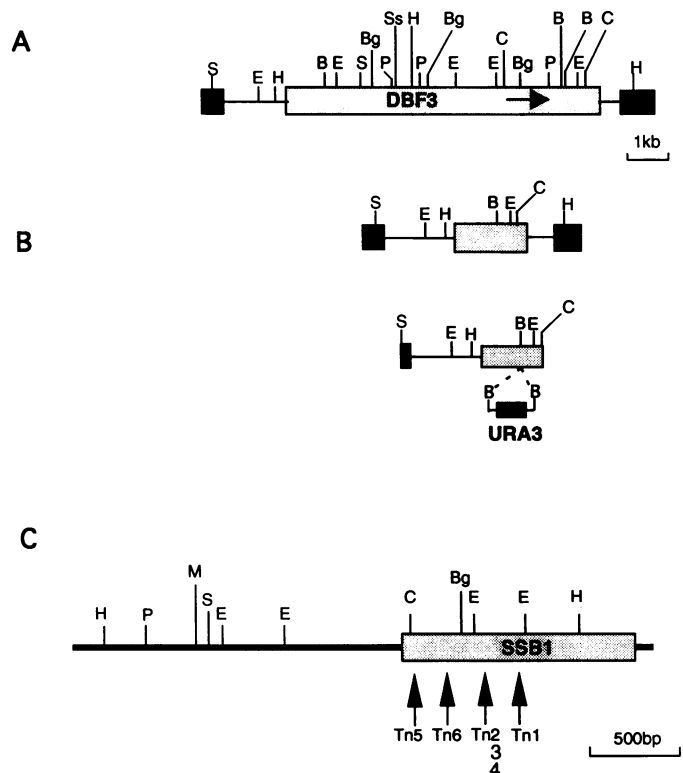 A
S E H B E S Bg P Ss H P Bg E E C Bg P B B E C H
DBF3
1kb
B
S E H B E C H
S E H B E C
B B
URA3
C
H P M S E E C Bg E E H
SSB1
Tn5 Tn6 Tn2 Tn1
3
4
500bp